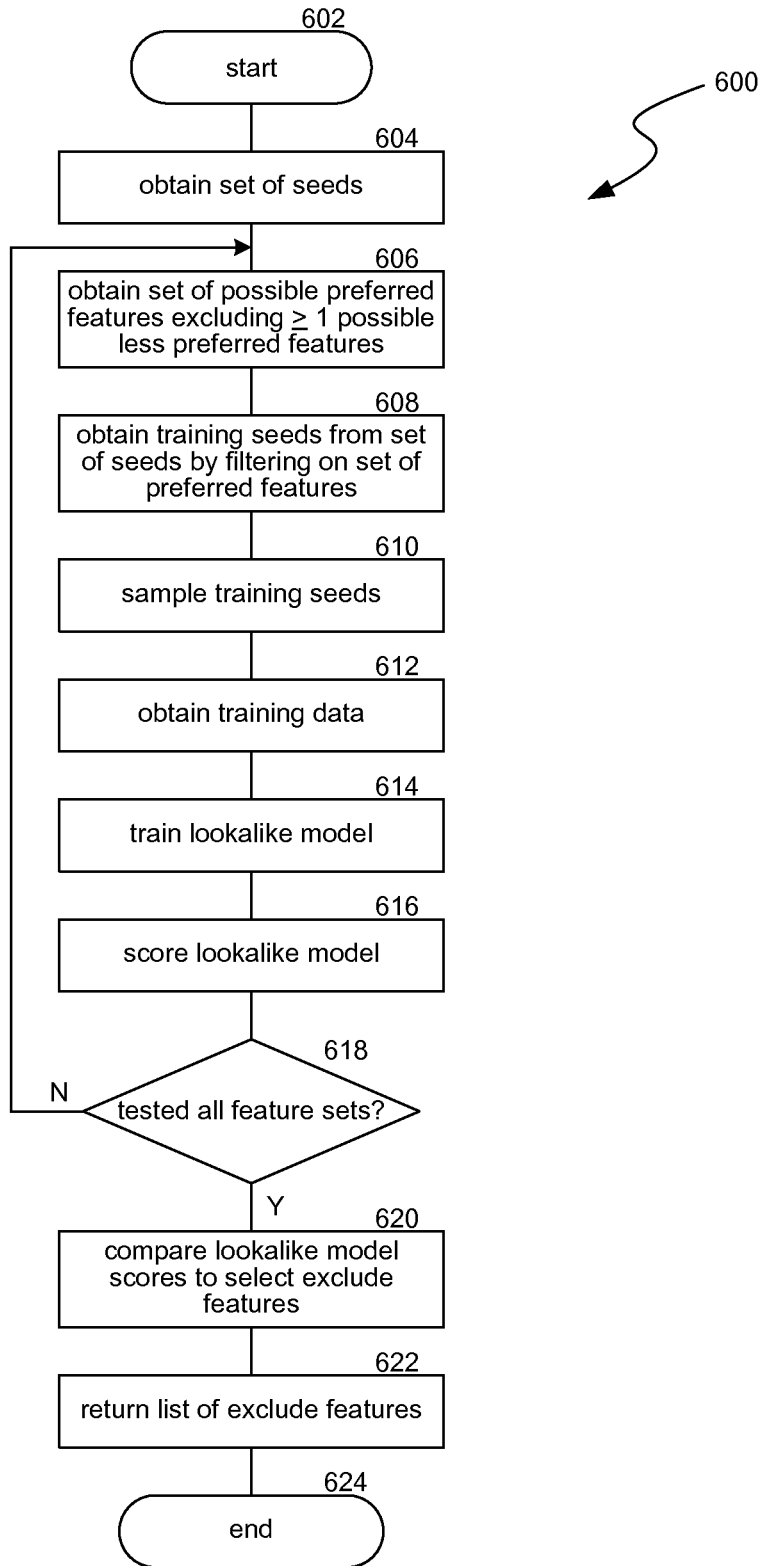 602
start
600
604
obtain set of seeds
606
obtain set of possible preferred
features excluding ≥ 1 possible
less preferred features
608
obtain training seeds from set
of seeds by filtering on set of
preferred features
610
sample training seeds
612
obtain training data
614
train lookalike model
616
score lookalike model
618
tested all feature sets?
N
Y
620
compare lookalike model
scores to select exclude
features
622
return list of exclude features
624
end